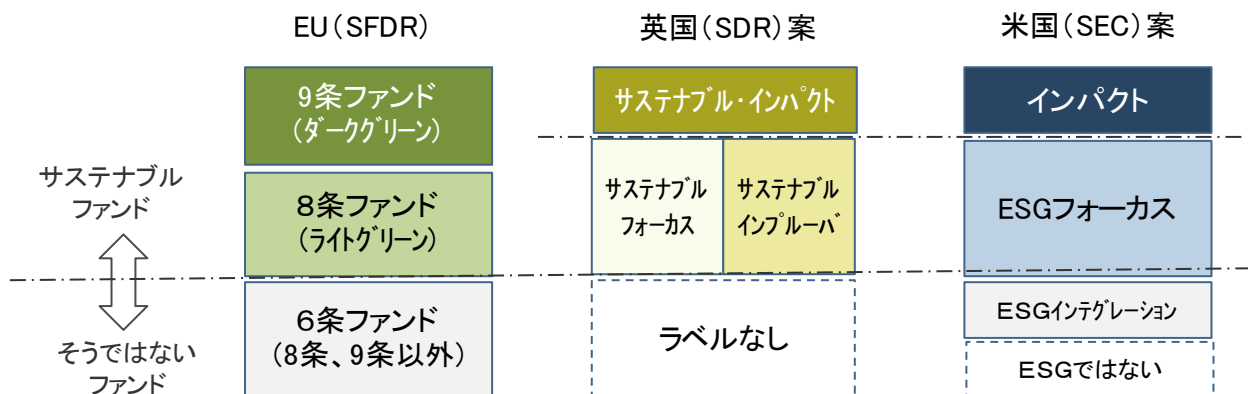 EU(SFDR)
英国(SDR)案
米国(SEC)案
サステナブル
ファンド
そうではない
ファンド
9条ファンド
(ダークグリーン)
8条ファンド
(ライトグリーン)
6条ファンド
(8条、9条以外)
サステナブル・インパクト
サステナブル
フォーカス
サステナブル
インプルーバ
ラベルなし
インパクト
ESGフォーカス
ESGインテグレーション
ESGではない